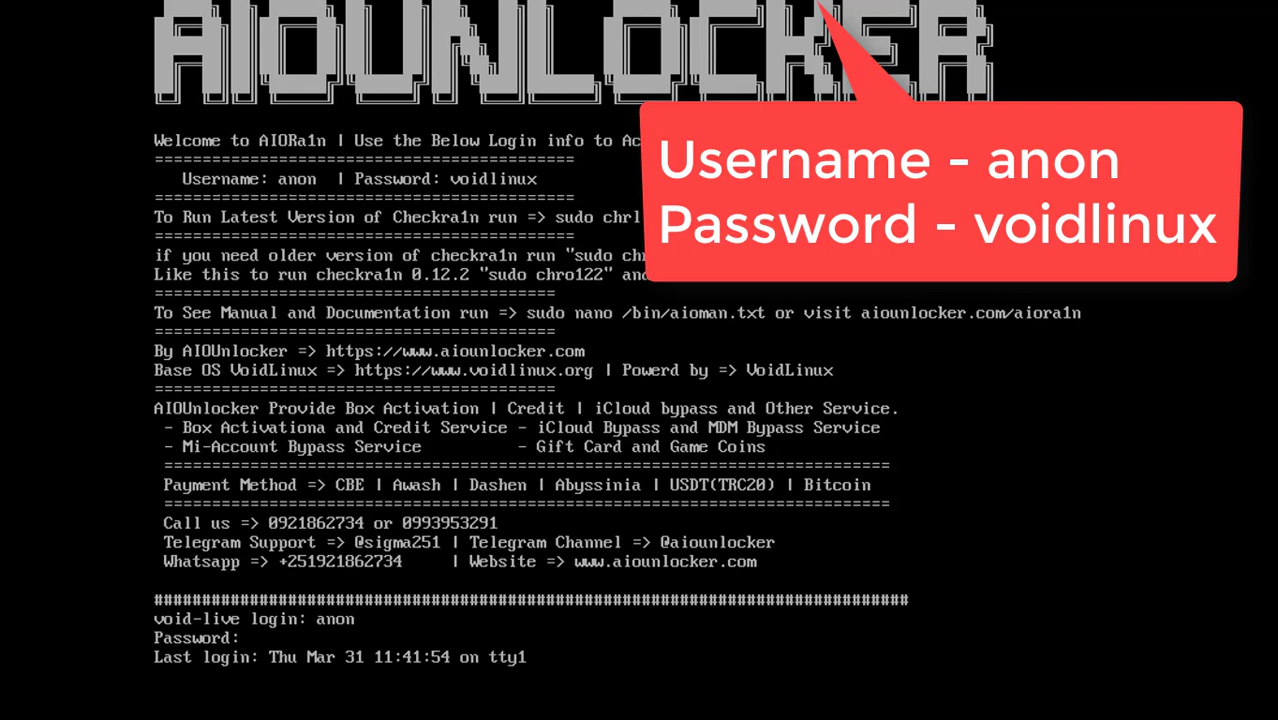 AIOUNLOCKER
Username - anon
Password - voidlinux
Welcome to AIORa1n | Use the Below Login info to Ac
============================================
Username: anon | Password: voidlinux
============================================
To Run Latest Version of Checkra1n run => sudo chr
============================================
if you need older version of checkra1n run "sudo ch
Like this to run checkra1n 0.12.2 "sudo chro122" and
==========================================
To See Manual and Documentation run => sudo nano /bin/aioman.txt or visit aiounlocker.com/aiora1n
==========================================
By AIOUnlocker => https://www.aiounlocker.com
Base OS VoidLinux => https://www.voidlinux.org | Powerd by => VoidLinux
==========================================
AIOUnlocker Provide Box Activation | Credit | iCloud bypass and Other Service.
- Box Activationa and Credit Service - iCloud Bypass and MDM Bypass Service
- Mi-Account Bypass Service - Gift Card and Game Coins
============================================================================
Payment Method => CBE | Awash | Dashen | Abyssinia | USDT(TRC20) | Bitcoin
============================================================================
Call us => 0921862734 or 0993953291
Telegram Support => @sigma251 | Telegram Channel => @aiounlocker
Whatsapp => +251921862734 | Website => www.aiounlocker.com
###############################################################################
void-live login: anon
Password:
Last login: Thu Mar 31 11:41:54 on tty1